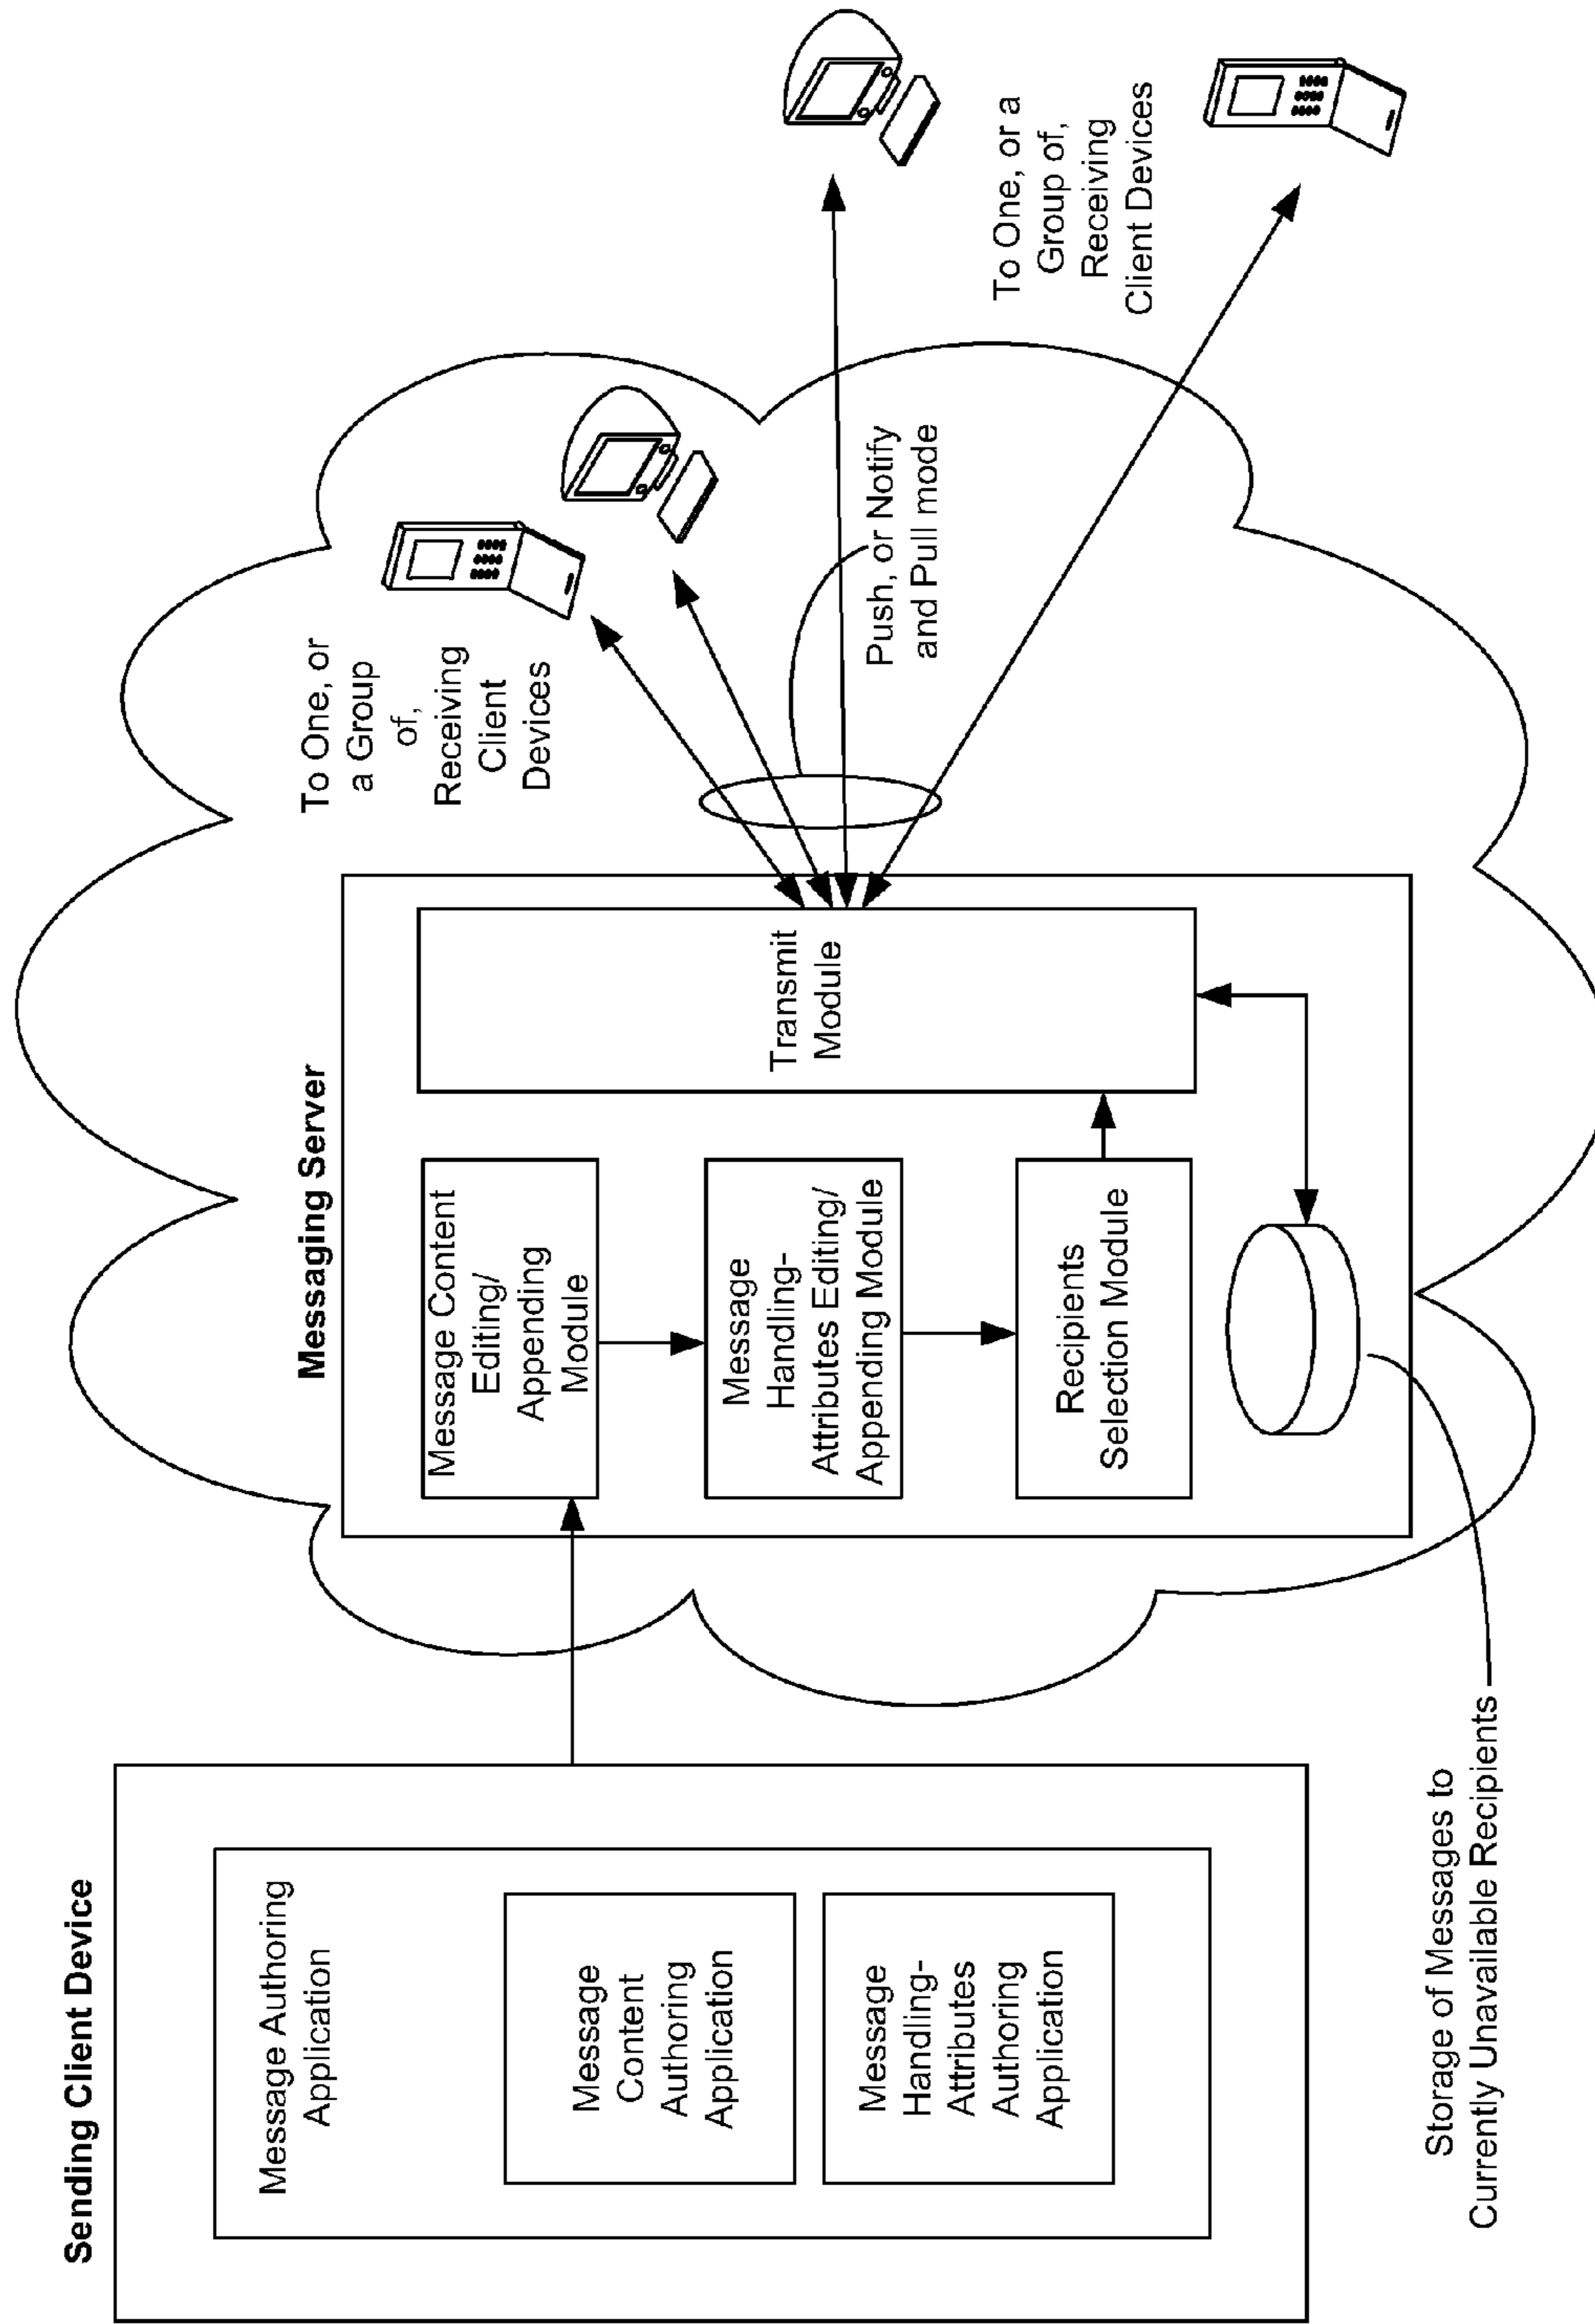 Sending Client Device
Message Authoring
Application
Message
Content
Authoring
Application
Message
Handling-
Attributes
Authoring
Application
Storage of Messages to
Currently Unavailable Recipients
Messaging Server
Message Content
Editing/
Appending
Module
Message
Handling-
Attributes Editing/
Appending Module
Recipients
Selection Module
Transmit
Module
To One, or
a Group
of,
Receiving
Client
Devices
Push, or Notify
and Pull mode
To One, or a
Group of,
Receiving
Client Devices